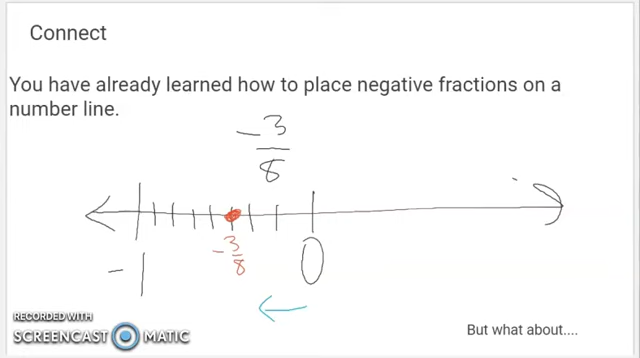 Connect
You have already learned how to place negative fractions on a
number line.
-3
8
-3
8
-1 0
RECORDED WITH
SCREENCAST MATIC
But what about....